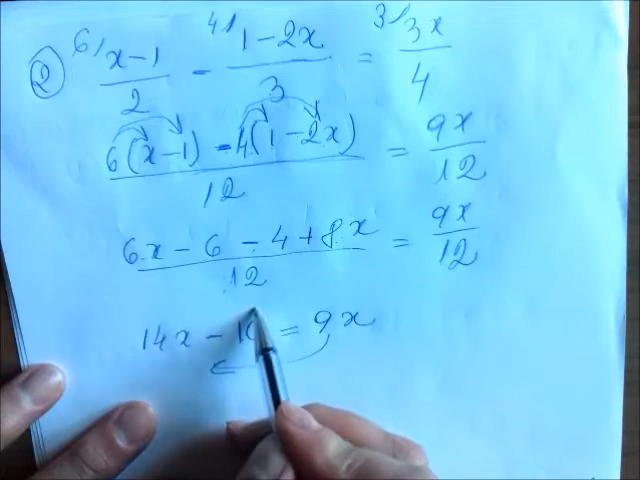 ② 6/ x-1/2 - 4/ 1-2x/3 = 3/ 3x/4
6(x-1) - 4(1-2x)/12 = 9x/12
6x - 6 - 4 + 8x/12 = 9x/12
14x - 10 = 9x